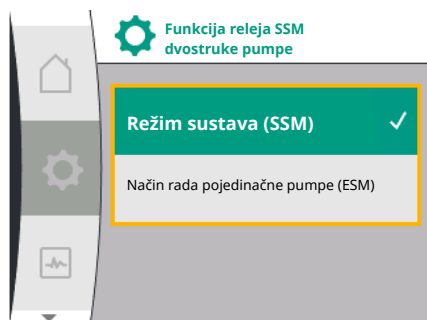 Funkcija releja SSM
dvostruke pumpe
Režim sustava (SSM)
Način rada pojedinačne pumpe (ESM)